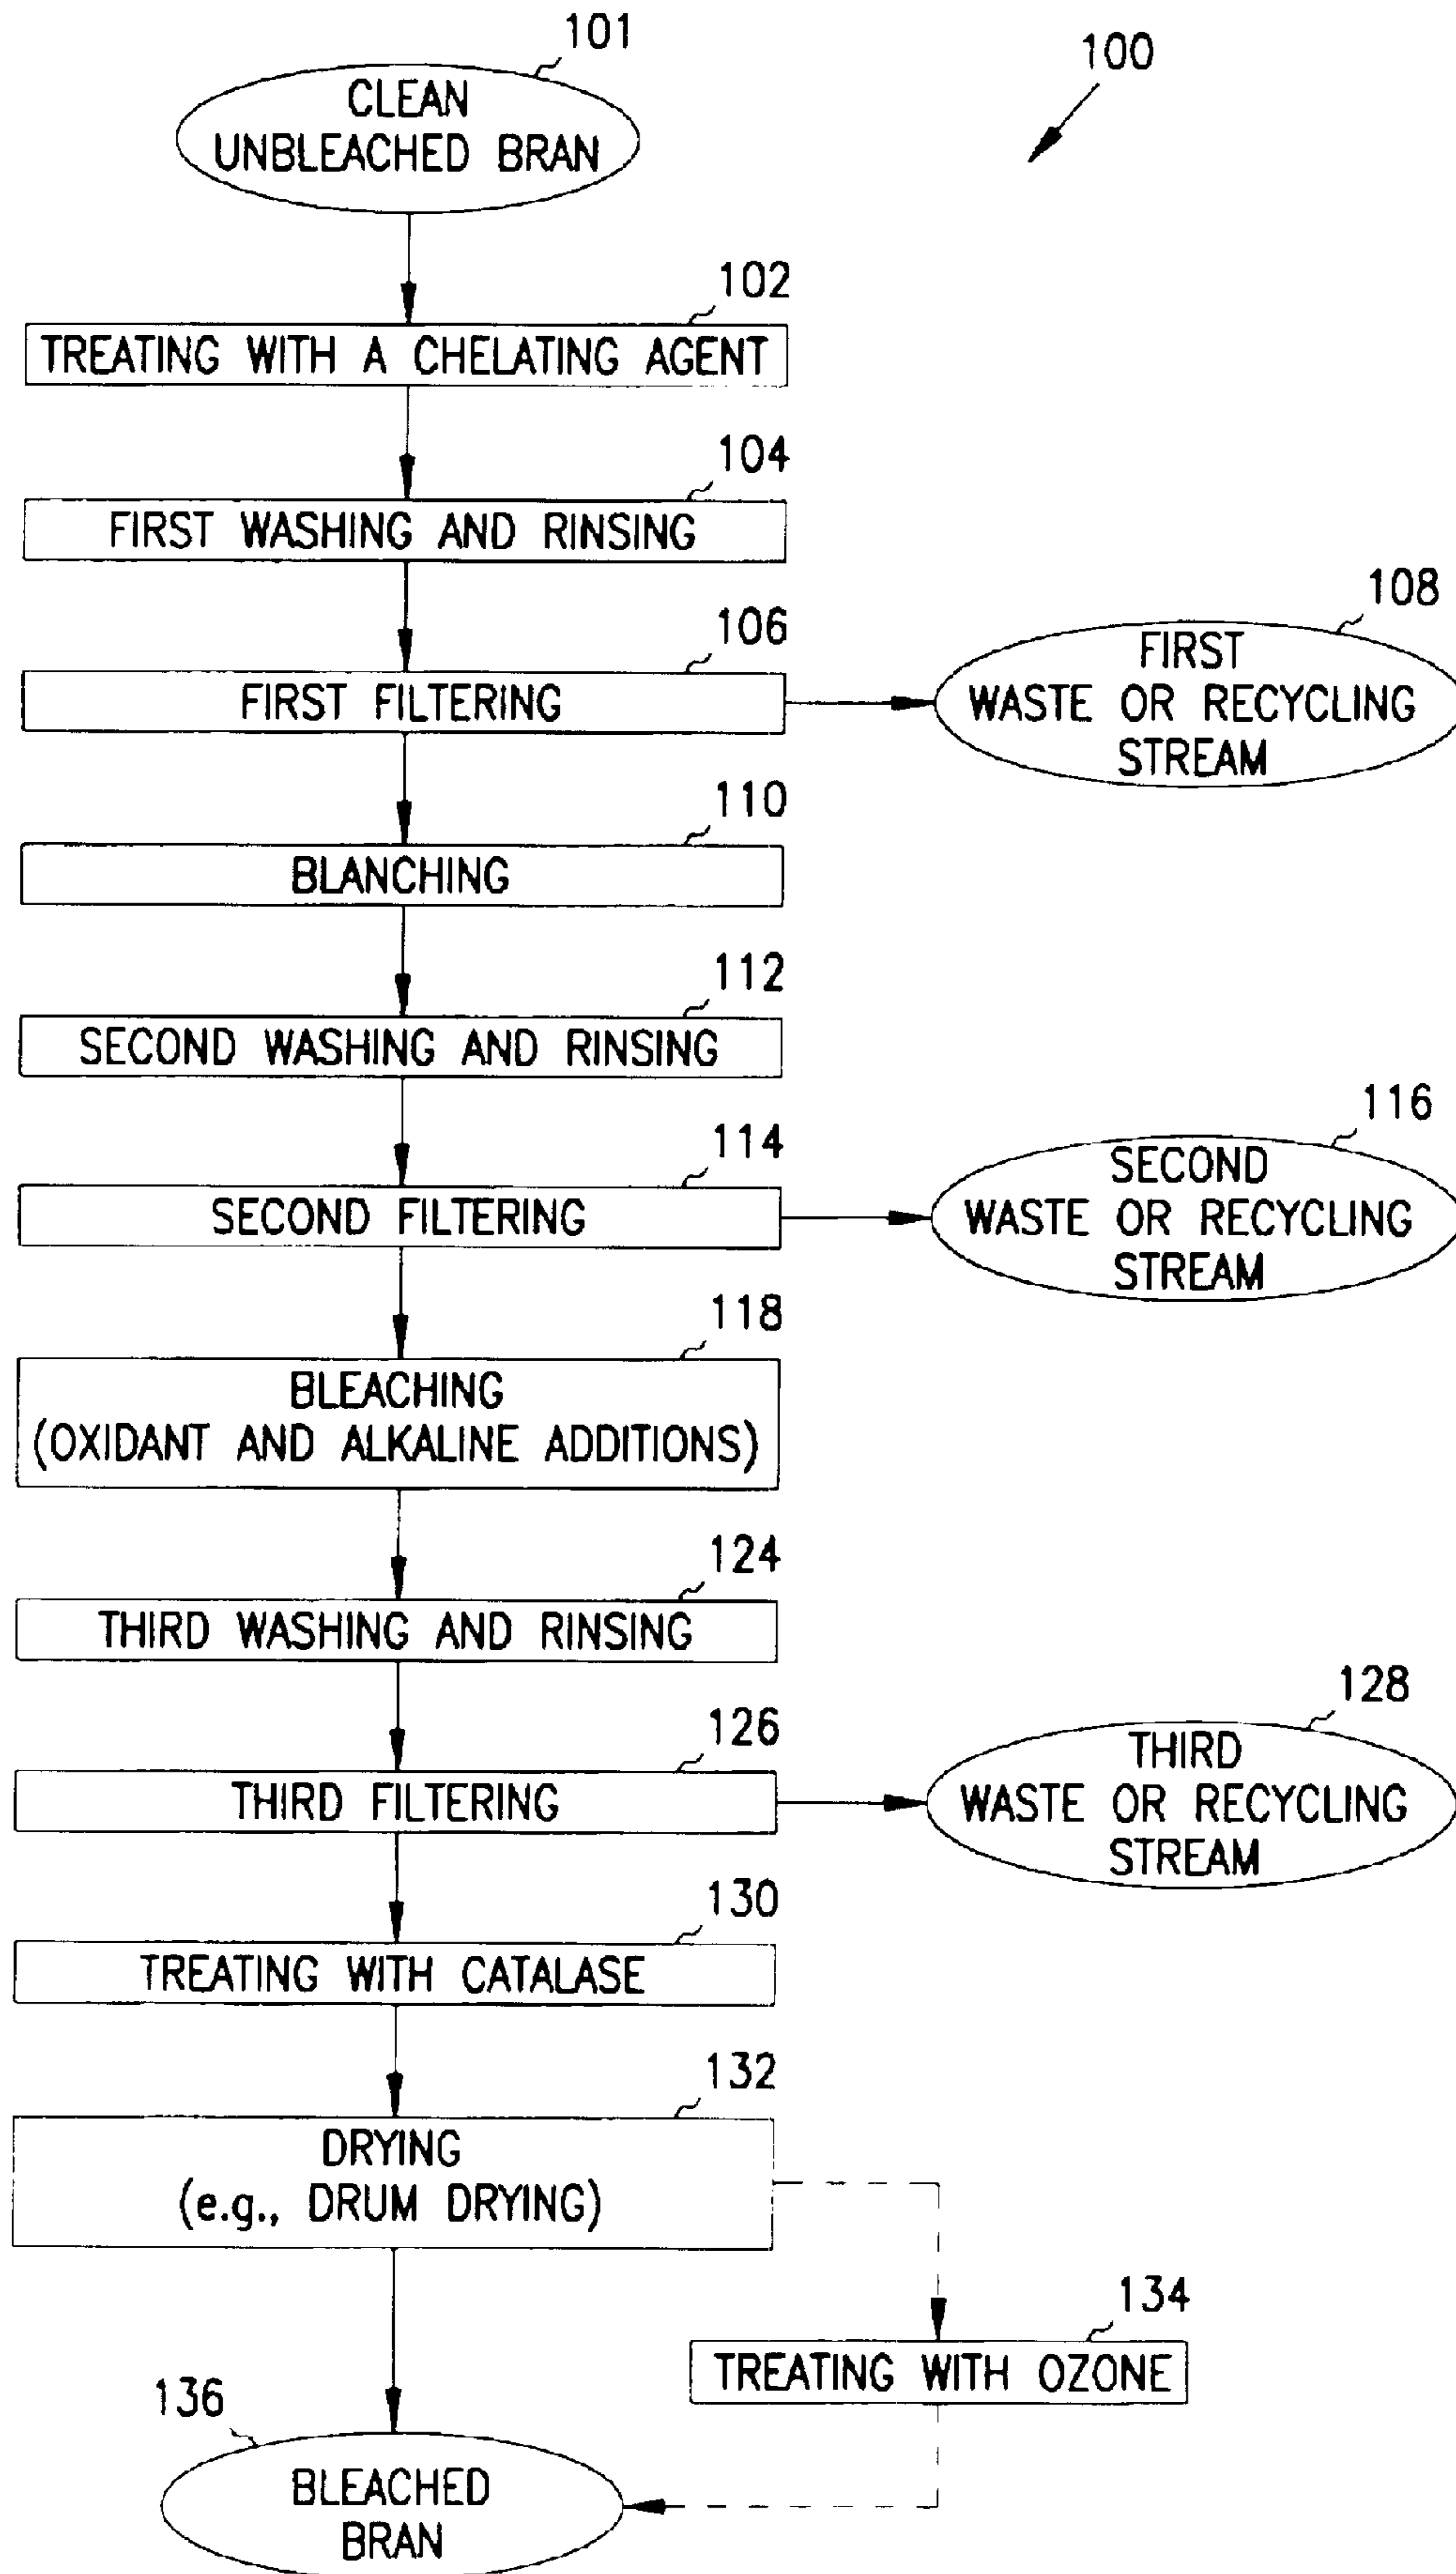 101
100
CLEAN
UNBLEACHED BRAN
102
TREATING WITH A CHELATING AGENT
104
FIRST WASHING AND RINSING
106
FIRST FILTERING
108
FIRST
WASTE OR RECYCLING
STREAM
110
BLANCHING
112
SECOND WASHING AND RINSING
114
SECOND FILTERING
116
SECOND
WASTE OR RECYCLING
STREAM
118
BLEACHING
(OXIDANT AND ALKALINE ADDITIONS)
124
THIRD WASHING AND RINSING
126
THIRD FILTERING
128
THIRD
WASTE OR RECYCLING
STREAM
130
TREATING WITH CATALASE
132
DRYING
(e.g., DRUM DRYING)
134
TREATING WITH OZONE
136
BLEACHED
BRAN